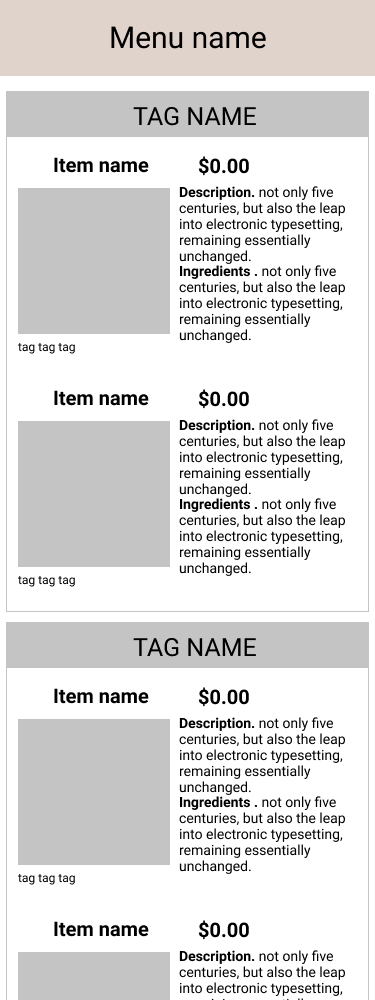 Menu name
TAG NAME
Item name $0.00
Description. not only five
centuries, but also the leap
into electronic typesetting,
remaining essentially
unchanged.
Ingredients . not only five
centuries, but also the leap
into electronic typesetting,
remaining essentially
unchanged.
tag tag tag
Item name $0.00
Description. not only five
centuries, but also the leap
into electronic typesetting,
remaining essentially
unchanged.
Ingredients . not only five
centuries, but also the leap
into electronic typesetting,
remaining essentially
unchanged.
tag tag tag
TAG NAME
Item name $0.00
Description. not only five
centuries, but also the leap
into electronic typesetting,
remaining essentially
unchanged.
Ingredients . not only five
centuries, but also the leap
into electronic typesetting,
remaining essentially
unchanged.
tag tag tag
Item name $0.00
Description. not only five
centuries, but also the leap
into electronic typesetting,